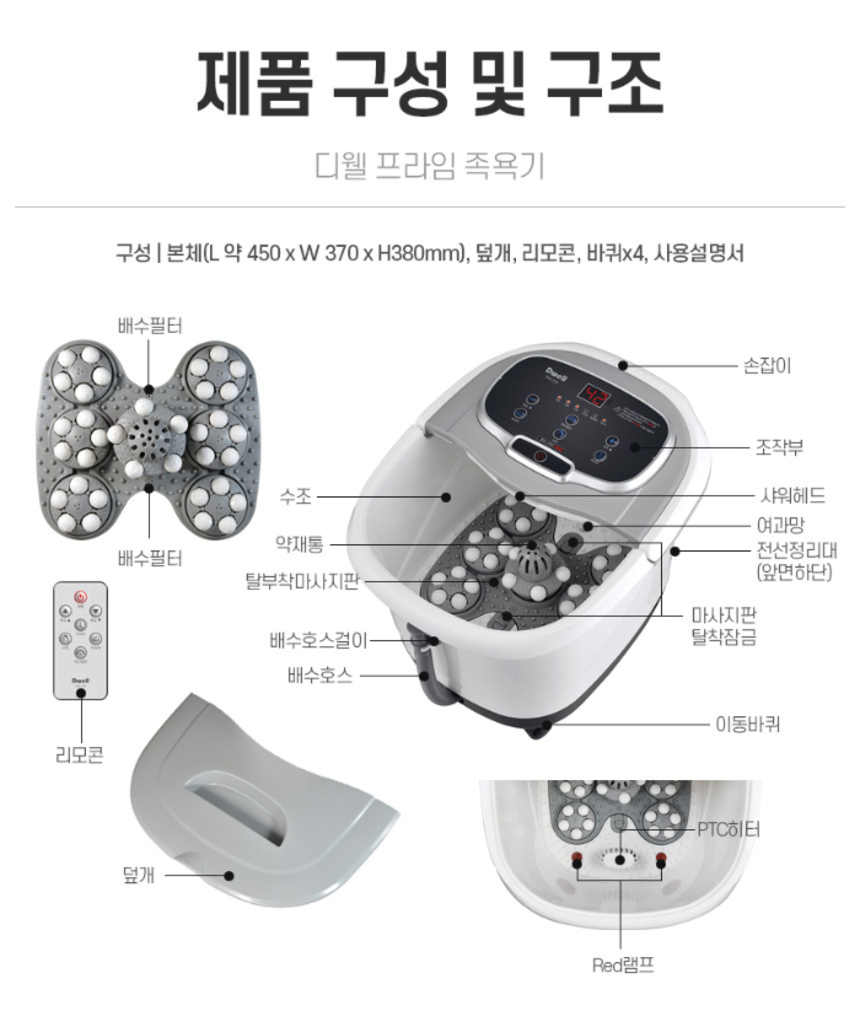 제품 구성 및 구조
디웰 프라임 족욕기
구성 | 본체(L 약 450 x W 370 x H380mm), 덮개, 리모콘, 바퀴x4, 사용설명서
배수필터
배수필터
Dwell
리모콘
덮개
Dwell
42
손잡이
조작부
샤워헤드
여과망
전선정리대
(앞면하단)
마사지판
탈착잠금
이동바퀴
수조
약재통
탈부착마사지판
배수호스걸이
배수호스
PTC히터
Red램프